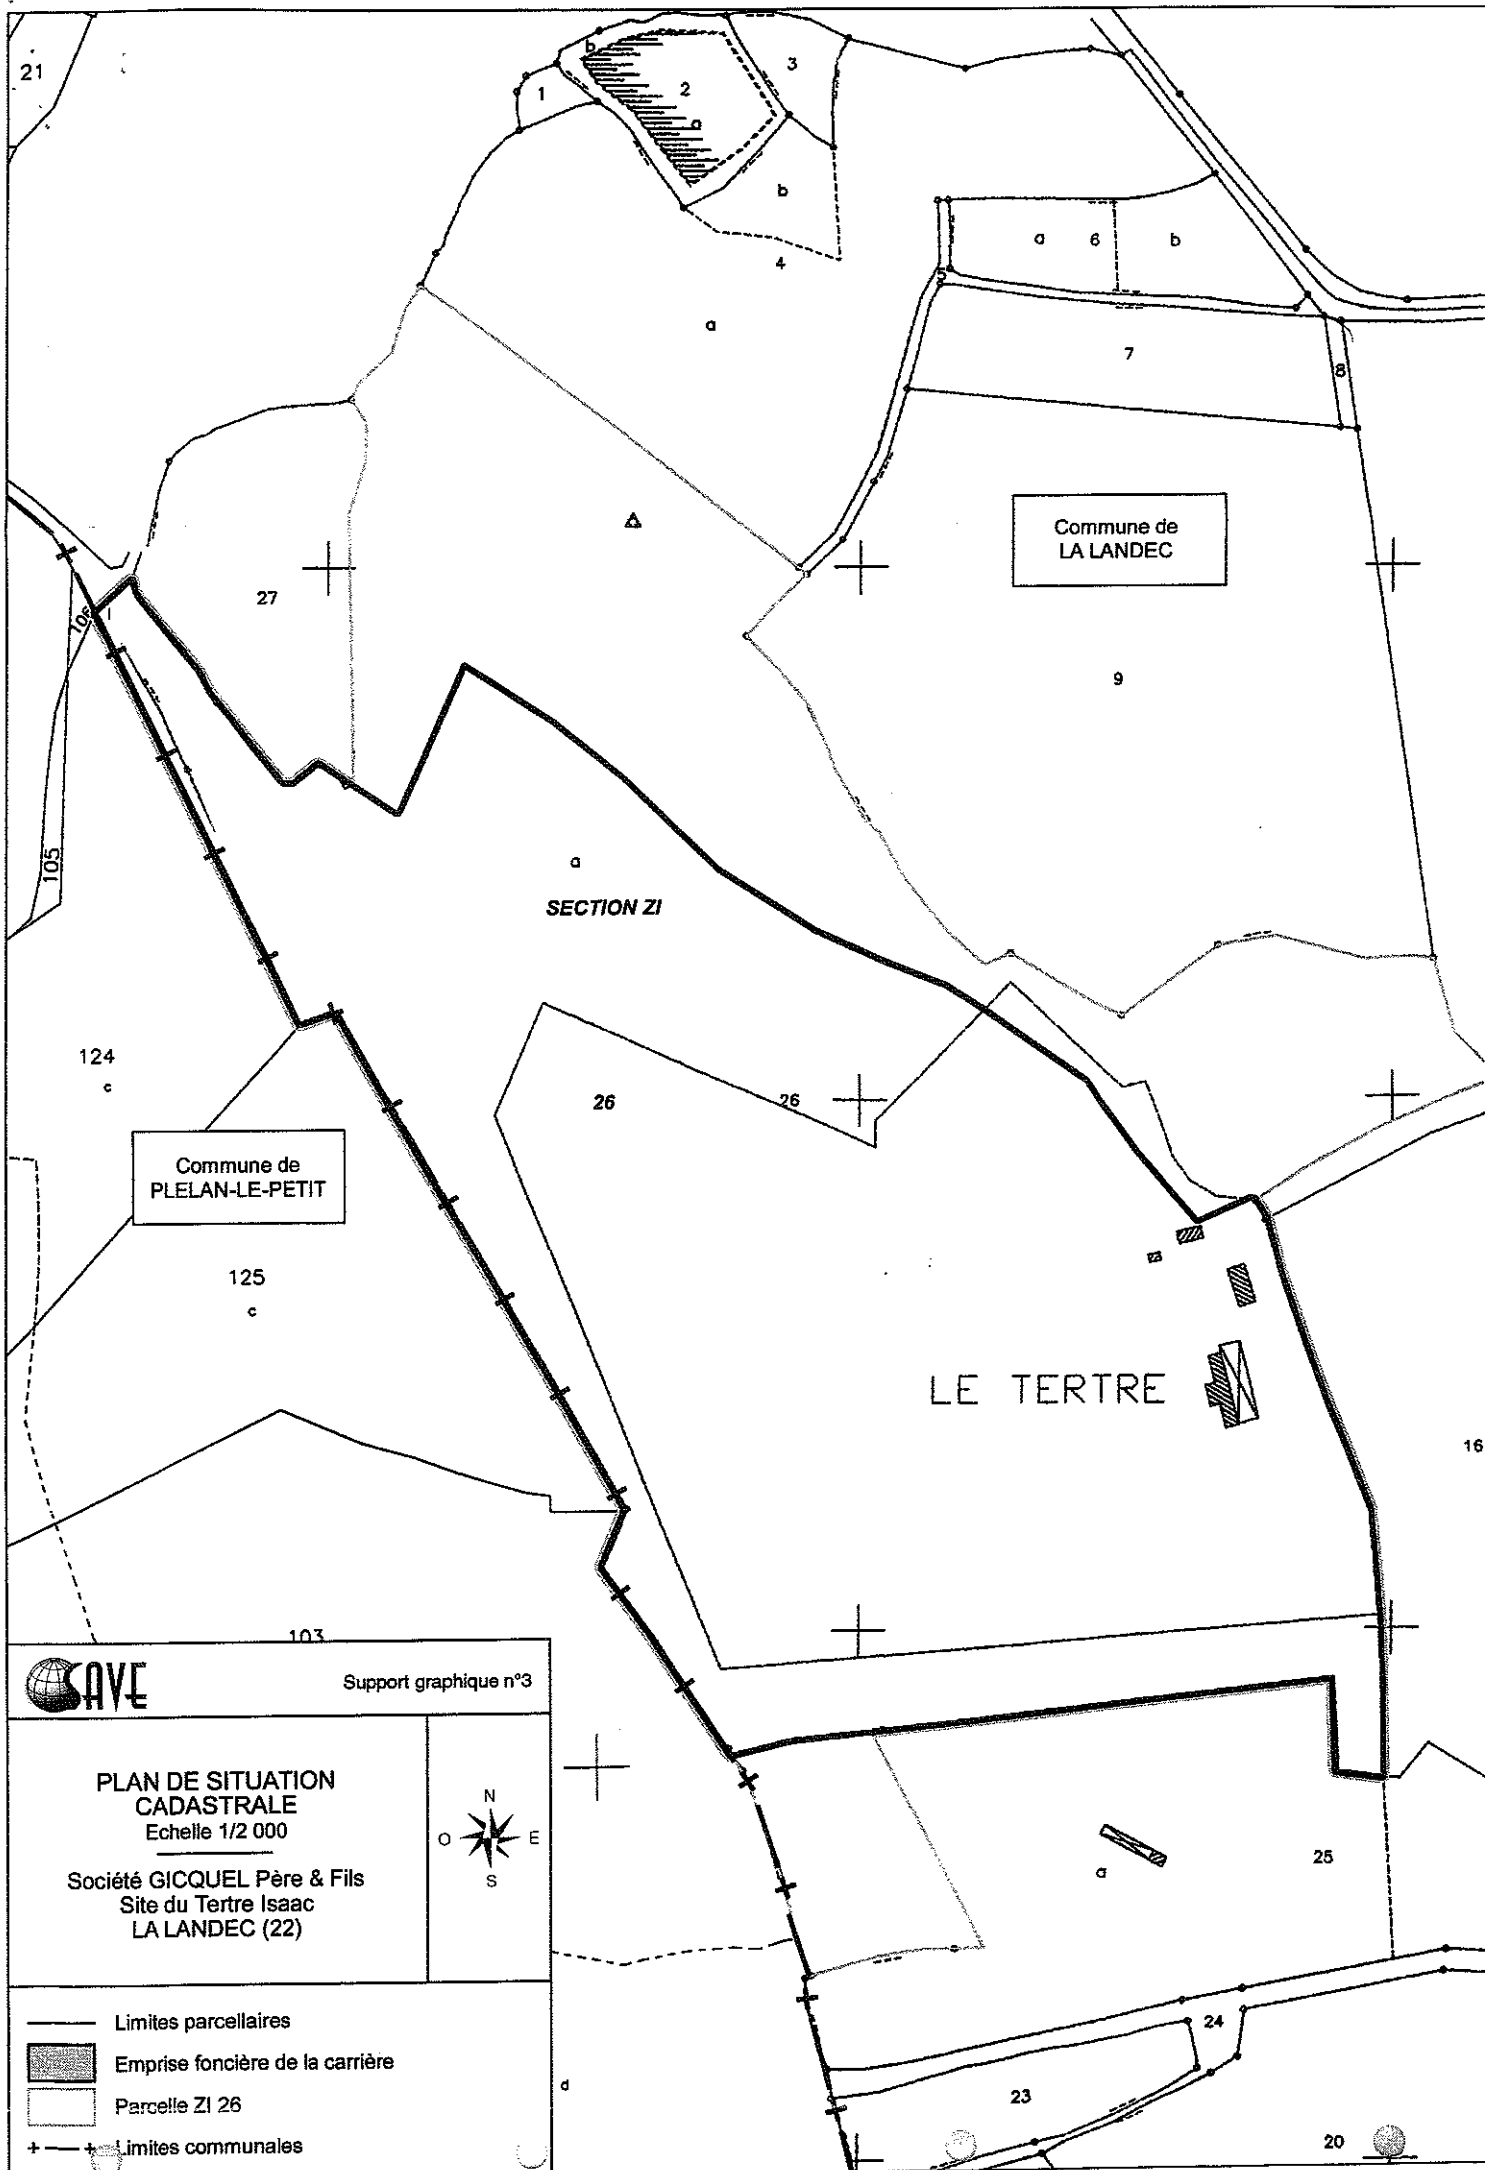 21
b
1
2
a
3
b
4
a
a
6
b
5
7
8
Commune de
LA LANDEC
27
106
9
105
a
SECTION ZI
124
c
26
26
Commune de
PLELAN-LE-PETIT
125
c
LE TERTRE
16
103
SAVE
Support graphique n°3
PLAN DE SITUATION
CADASTRALE
Echelle 1/2 000
Société GICQUEL Père & Fils
Site du Tertre Isaac
LA LANDEC (22)
N
O
E
S
a
25
Limites parcellaires
Emprise foncière de la carrière
Parcelle ZI 26
Limites communales
d
24
23
20